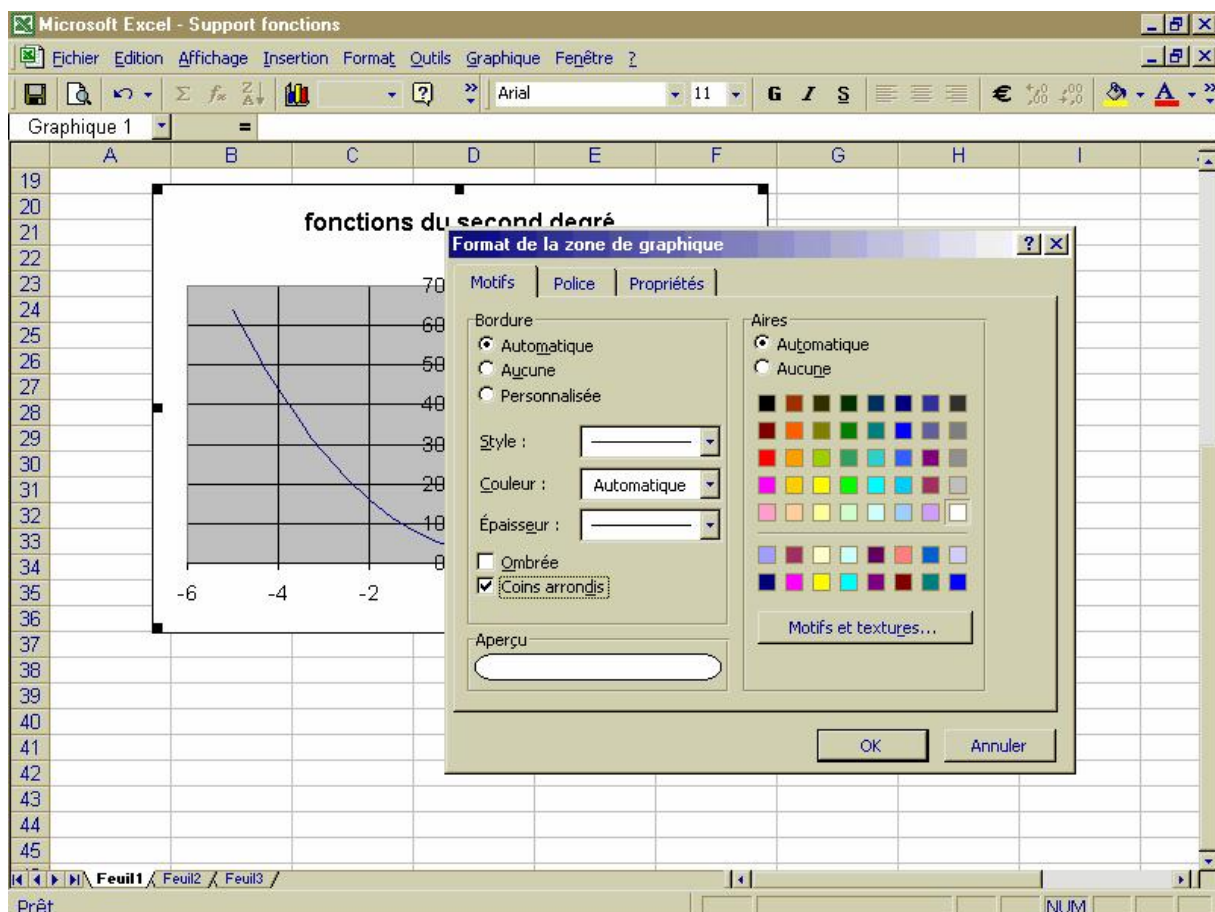 Microsoft Excel - Support fonctions
Eichier Edition Affichage Insertion Format Outils Graphique Fenêtre ?
Arial 11 G I S €
Graphique 1 =
A B C D E F G H I
19
20
21
22
23
24
25
26
27
28
29
30
31
32
33
34
35
36
37
38
39
40
41
42
43
44
45
fonctions du second degré
70
60
50
40
30
20
10
0
-6 -4 -2
Format de la zone de graphique
Motifs Police Propriétés
Bordure
Automatique
Aucune
Personnalisée
Style :
Couleur : Automatique
Épaisseur :
Ombrée
Coins arrondis
Aperçu
Aires
Automatique
Aucune
Motifs et textures...
OK Annuler
Feuil1 Feuil2 Feuil3
Prêt NUM